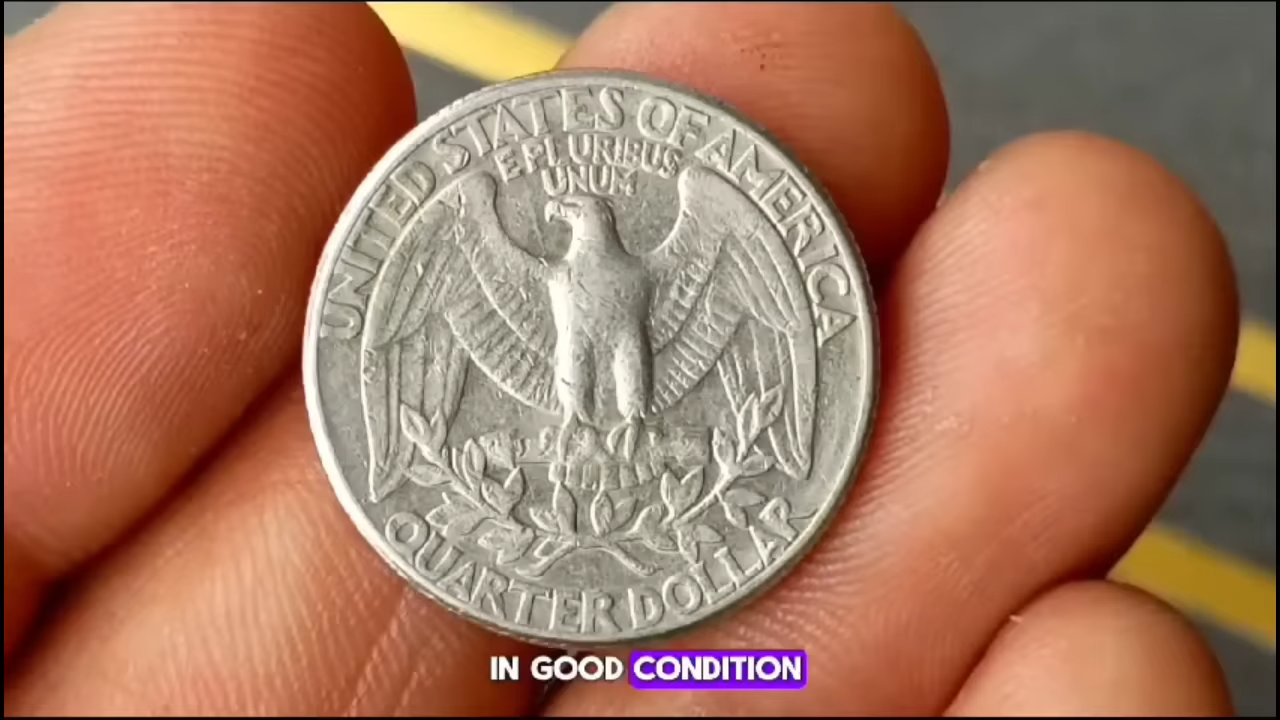 UNITED STATES OF AMERICA
E PLURIBUS
UNUM
QUARTER DOLLAR
IN GOOD CONDITION